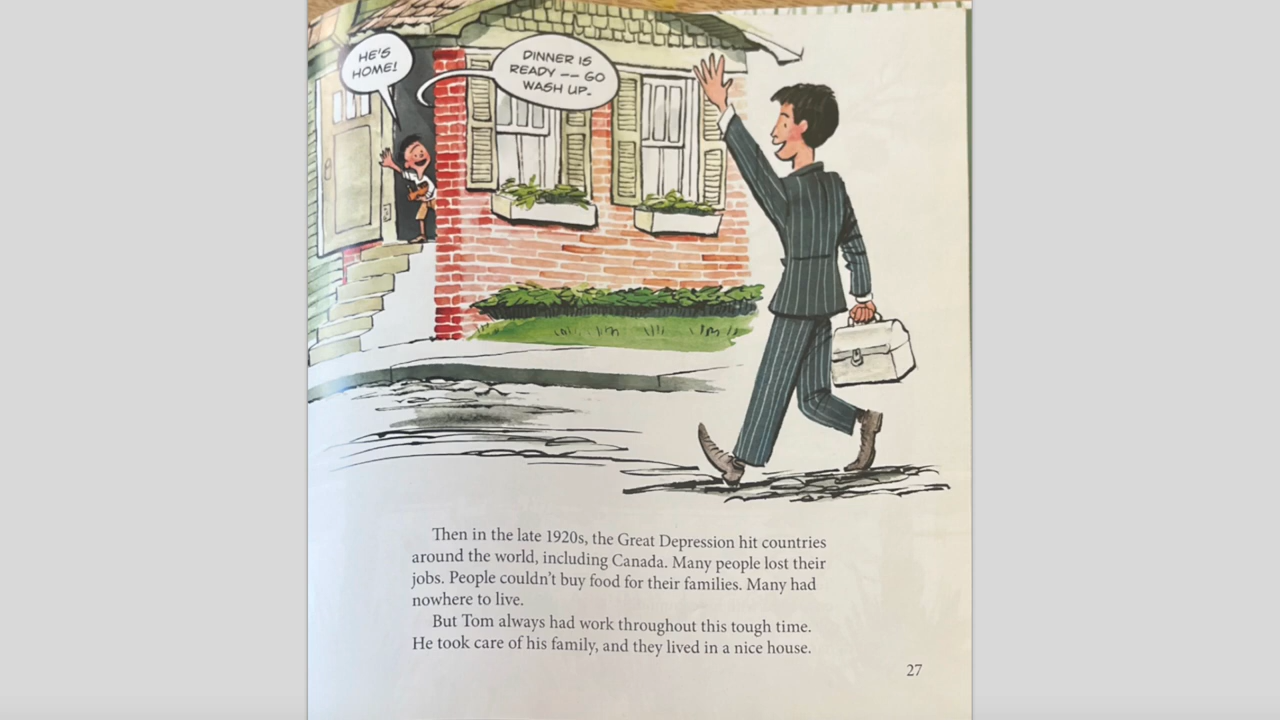 HE'S
HOME!
DINNER IS
READY -- GO
WASH UP.
Then in the late 1920s, the Great Depression hit countries
around the world, including Canada. Many people lost their
jobs. People couldn't buy food for their families. Many had
nowhere to live.
But Tom always had work throughout this tough time.
He took care of his family, and they lived in a nice house.
27